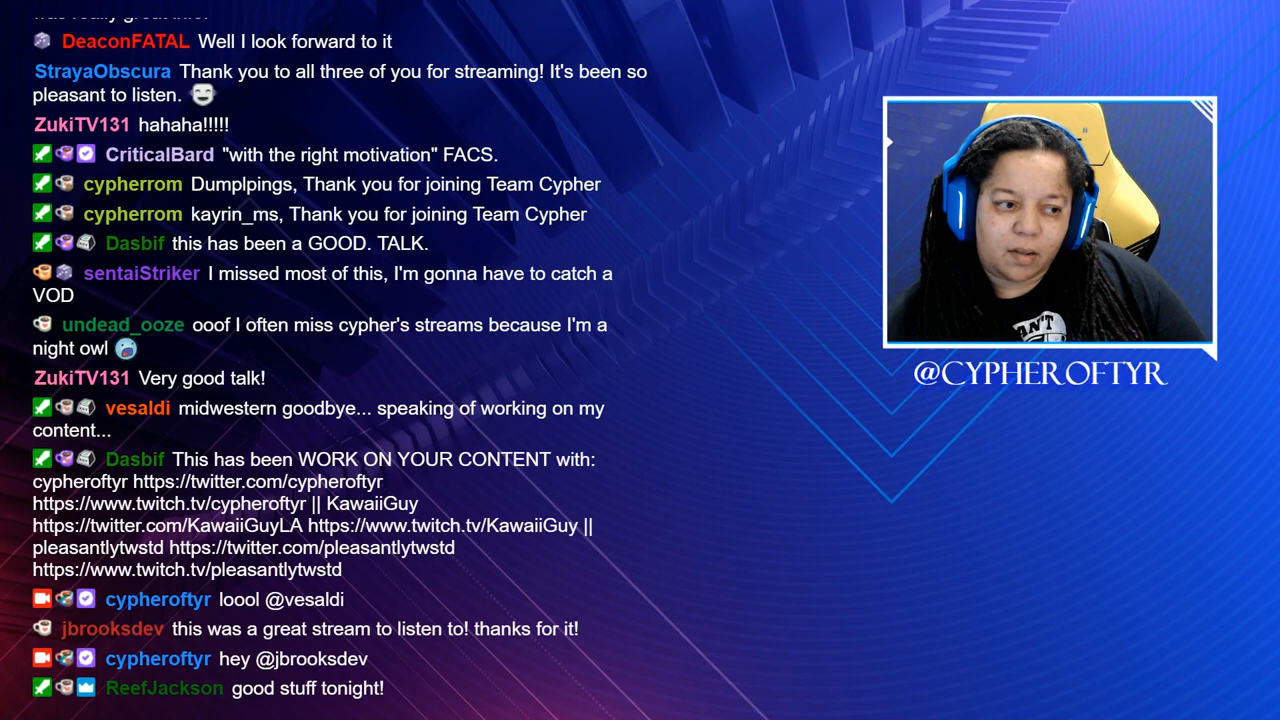 DeaconFATAL Well I look forward to it
StrayaObscura Thank you to all three of you for streaming! It's been so
pleasant to listen.
ZukiTV131 hahaha!!!!!
CriticalBard "with the right motivation" FACS.
cypherrom Dumplpings, Thank you for joining Team Cypher
cypherrom kayrin_ms, Thank you for joining Team Cypher
Dasbif this has been a GOOD. TALK.
sentaiStriker I missed most of this, I'm gonna have to catch a
VOD
undead_ooze ooof I often miss cypher's streams because I'm a
night owl
ZukiTV131 Very good talk!
vesaldi midwestern goodbye... speaking of working on my
content...
Dasbif This has been WORK ON YOUR CONTENT with:
cypheroftyr https://twitter.com/cypheroftyr
https://www.twitch.tv/cypheroftyr || KawaiiGuy
https://twitter.com/KawaiiGuyLA https://www.twitch.tv/KawaiiGuy ||
pleasantlytwstd https://twitter.com/pleasantlytwstd
https://www.twitch.tv/pleasantlytwstd
cypheroftyr loool @vesaldi
jbrooksdev this was a great stream to listen to! thanks for it!
cypheroftyr hey @jbrooksdev
ReefJackson good stuff tonight!
@CYPHEROFTYR